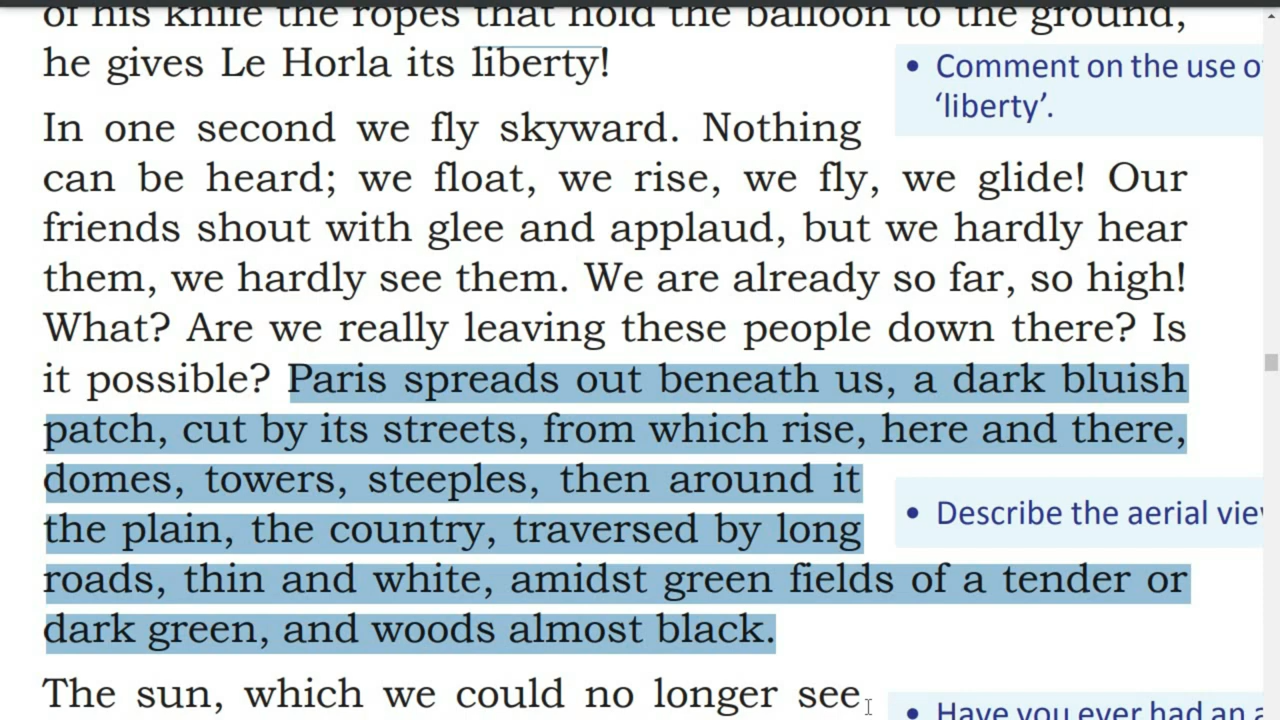 of his knife the ropes that hold the balloon to the ground,
he gives Le Horla its liberty!
• Comment on the use of
‘liberty’.
In one second we fly skyward. Nothing
can be heard; we float, we rise, we fly, we glide! Our
friends shout with glee and applaud, but we hardly hear
them, we hardly see them. We are already so far, so high!
What? Are we really leaving these people down there? Is
it possible? Paris spreads out beneath us, a dark bluish
patch, cut by its streets, from which rise, here and there,
domes, towers, steeples, then around it
the plain, the country, traversed by long
• Describe the aerial view
roads, thin and white, amidst green fields of a tender or
dark green, and woods almost black.
The sun, which we could no longer see
• Have you ever had an a